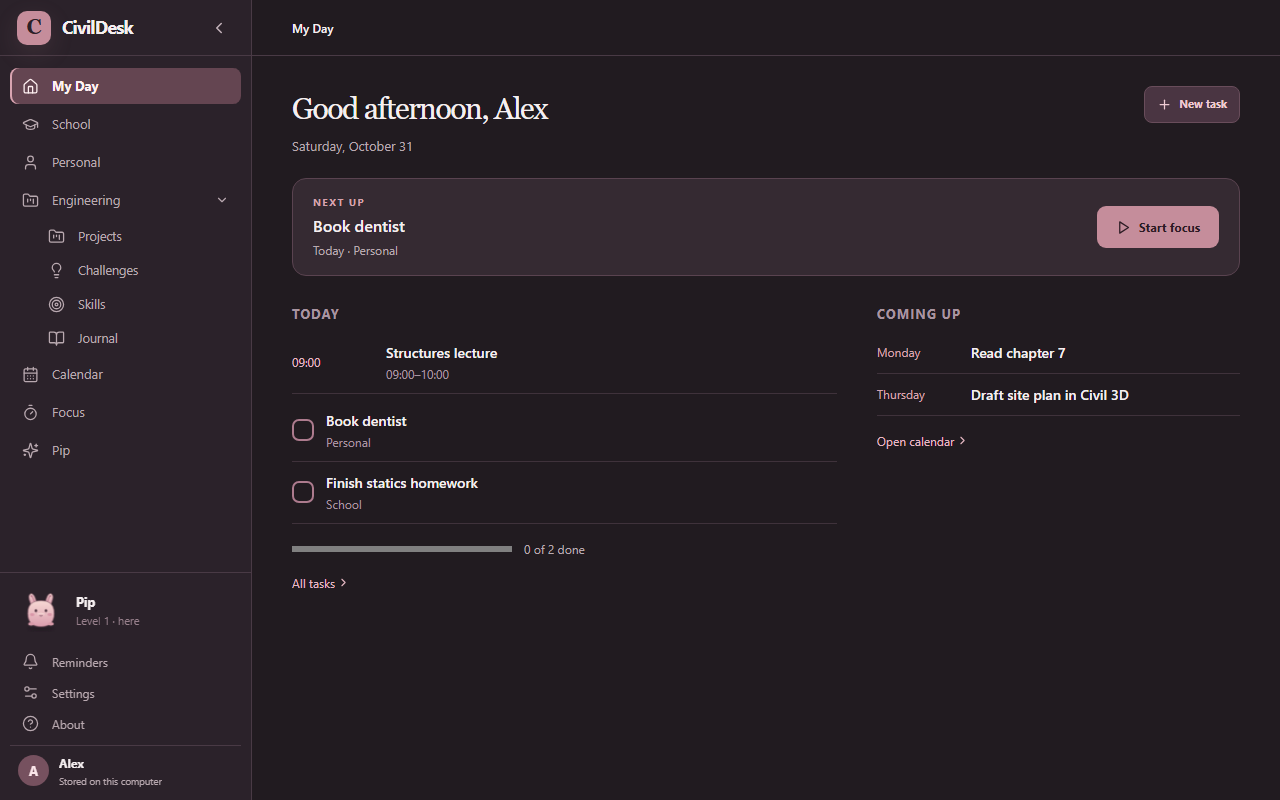 C CivilDesk
My Day
School
Personal
Engineering
Projects
Challenges
Skills
Journal
Calendar
Focus
Pip
Pip
Level 1 · here
Reminders
Settings
About
A
Alex
Stored on this computer
My Day
Good afternoon, Alex
Saturday, October 31
New task
NEXT UP
Book dentist
Today · Personal
Start focus
TODAY
09:00
Structures lecture
09:00–10:00
Book dentist
Personal
Finish statics homework
School
0 of 2 done
All tasks
COMING UP
Monday
Read chapter 7
Thursday
Draft site plan in Civil 3D
Open calendar